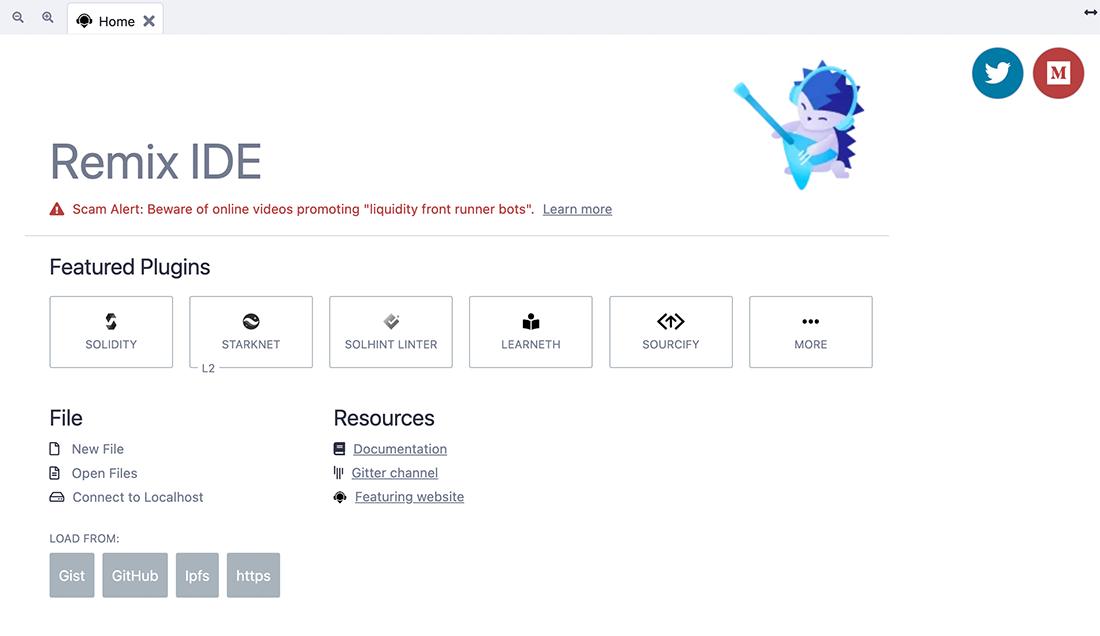 Home
Remix IDE
Scam Alert: Beware of online videos promoting "liquidity front runner bots". Learn more
Featured Plugins
SOLIDITY
STARKNET
SOLHINT LINTER
LEARNETH
SOURCIFY
MORE
L2
File
New File
Open Files
Connect to Localhost
Resources
Documentation
Gitter channel
Featuring website
LOAD FROM:
Gist
GitHub
Ipfs
https
M